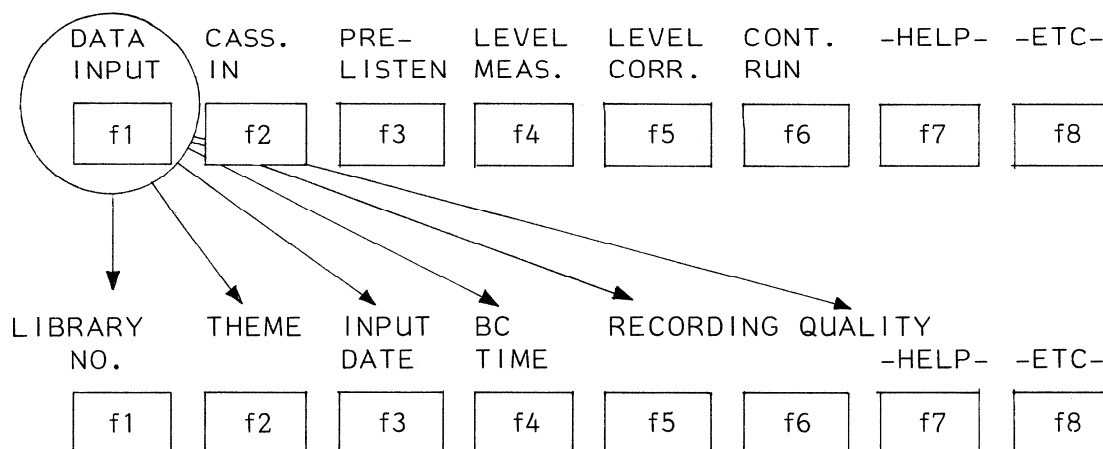 DATA CASS. PRE- LEVEL LEVEL CONT. -HELP- -ETC-
INPUT IN LISTEN MEAS. CORR. RUN
f1 f2 f3 f4 f5 f6 f7 f8
LIBRARY THEME INPUT BC RECORDING QUALITY
NO. DATE TIME -HELP- -ETC-
f1 f2 f3 f4 f5 f6 f7 f8